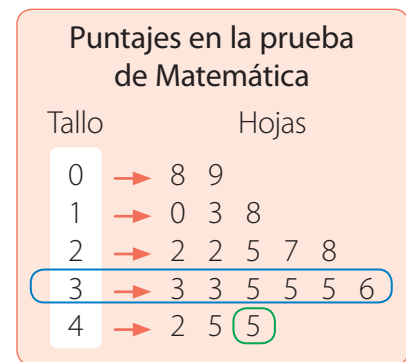 Puntajes en la prueba
de Matemática
Tallo Hojas
0 8 9
1 0 3 8
2 2 2 5 7 8
3 3 3 5 5 5 6
4 2 5 5